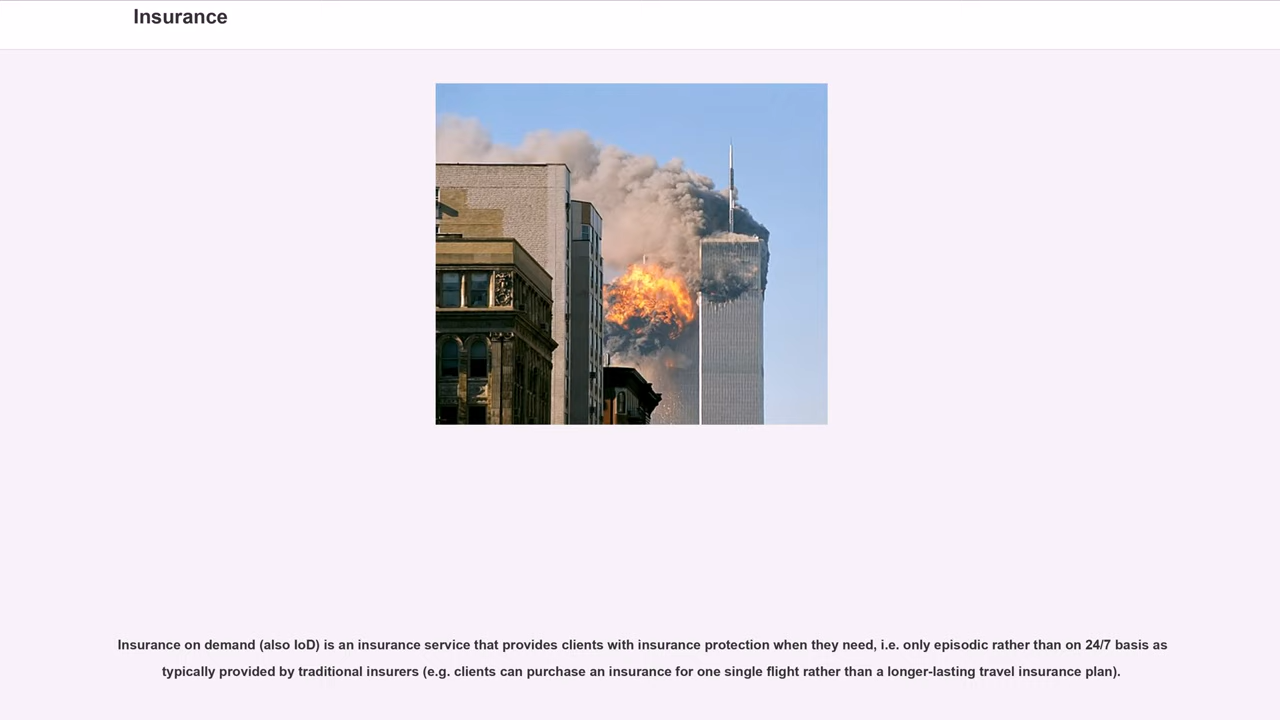 Insurance
Insurance on demand (also IoD) is an insurance service that provides clients with insurance protection when they need, i.e. only episodic rather than on 24/7 basis as
typically provided by traditional insurers (e.g. clients can purchase an insurance for one single flight rather than a longer-lasting travel insurance plan).